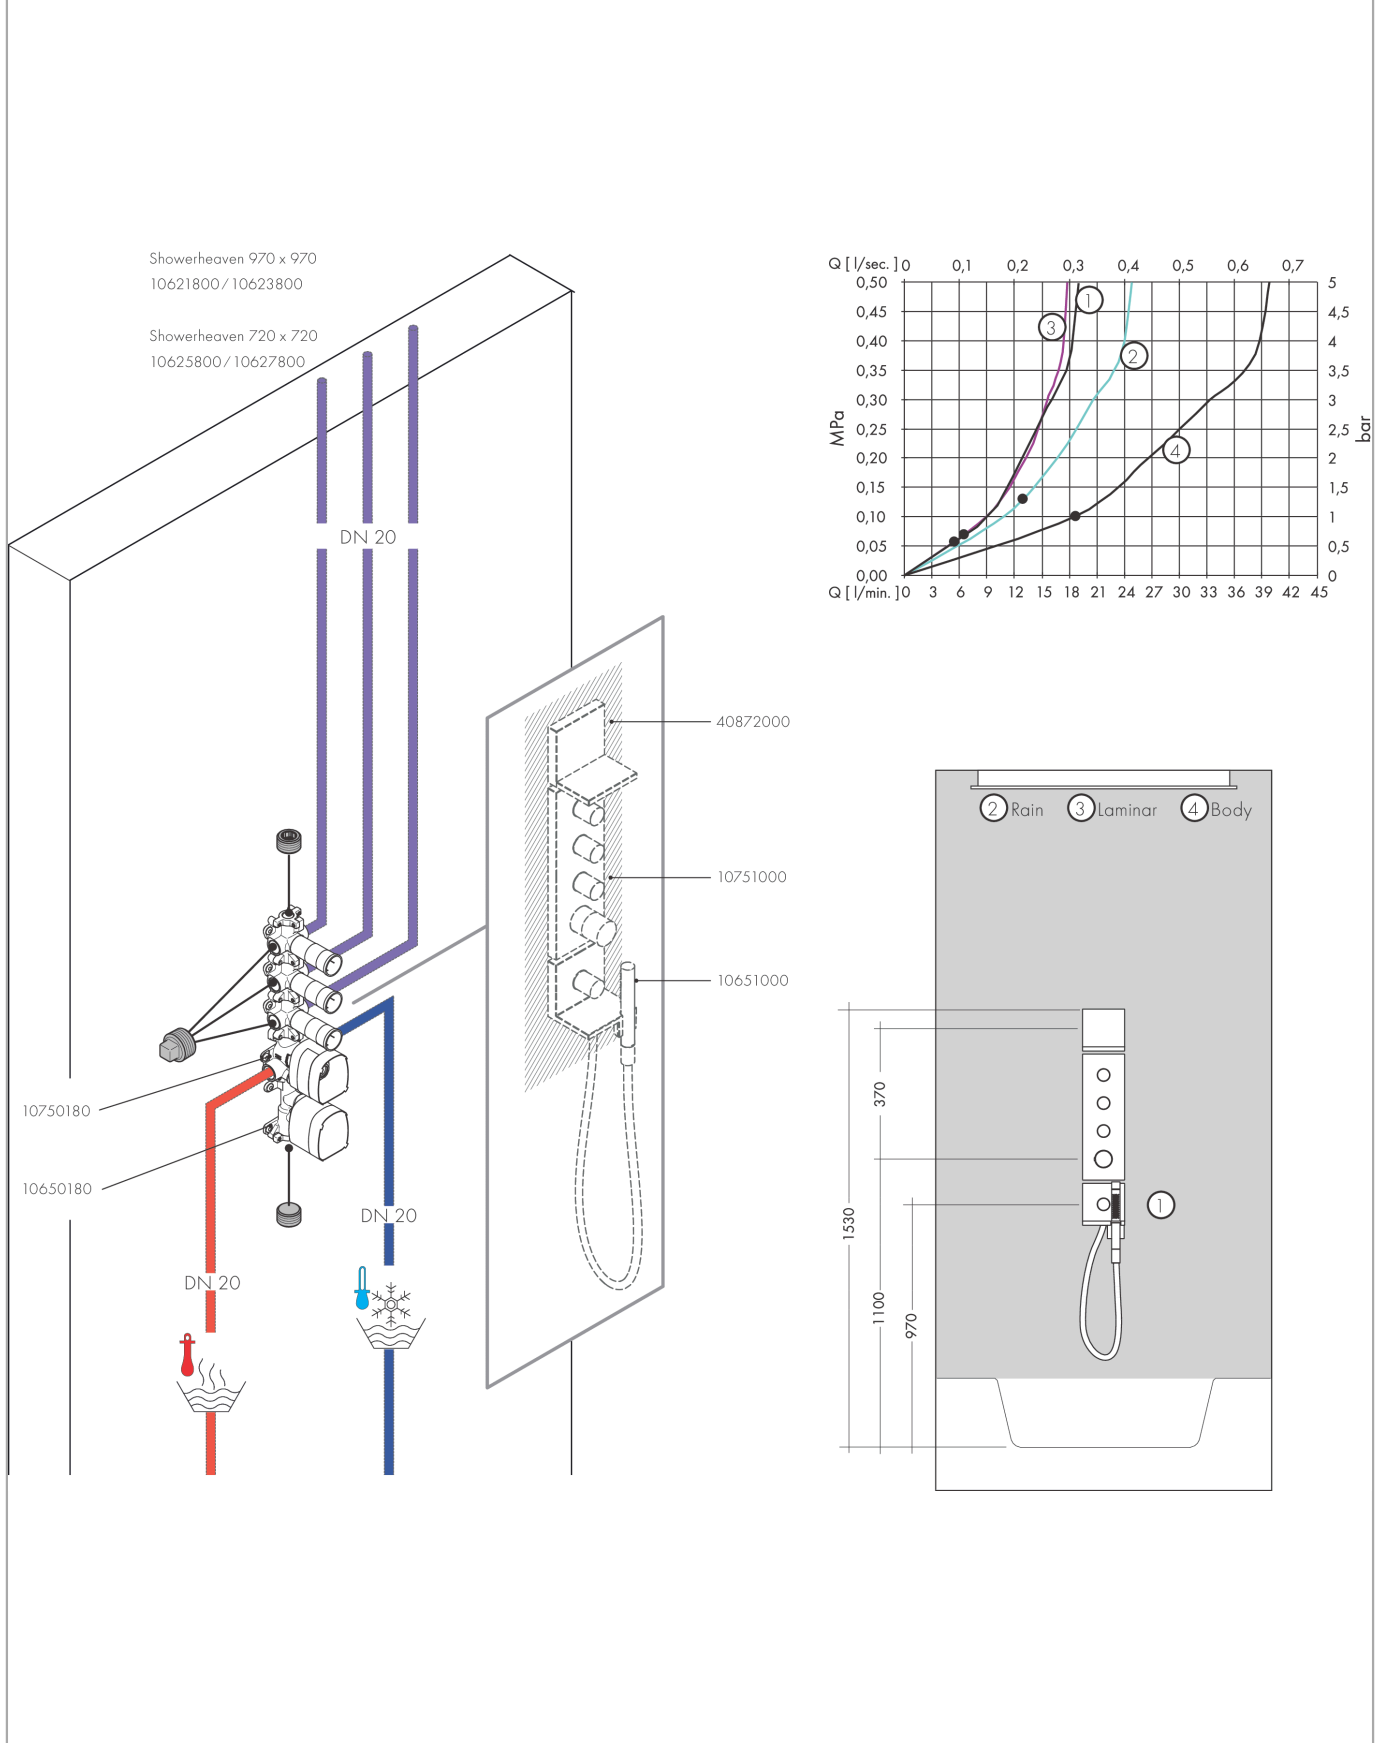 Showerheaven 970 x 970
10621800 / 10623800
Showerheaven 720 x 720
10625800 / 10627800
DN 20
10750180
10650180
DN 20
DN 20
40872000
10751000
10651000
Q [ l/sec. ] 0 0,1 0,2 0,3 0,4 0,5 0,6 0,7
0,50 5
0,45 4,5
0,40 4
0,35 3,5
0,30 3
0,25 2,5
0,20 2
0,15 1,5
0,10 1
0,05 0,5
0,00 0
Q [ l/min. ] 0 3 6 9 12 15 18 21 24 27 30 33 36 39 42 45
MPa
bar
1
3
2
4
2 Rain 3 Laminar 4 Body
370
1530
1100
970
1